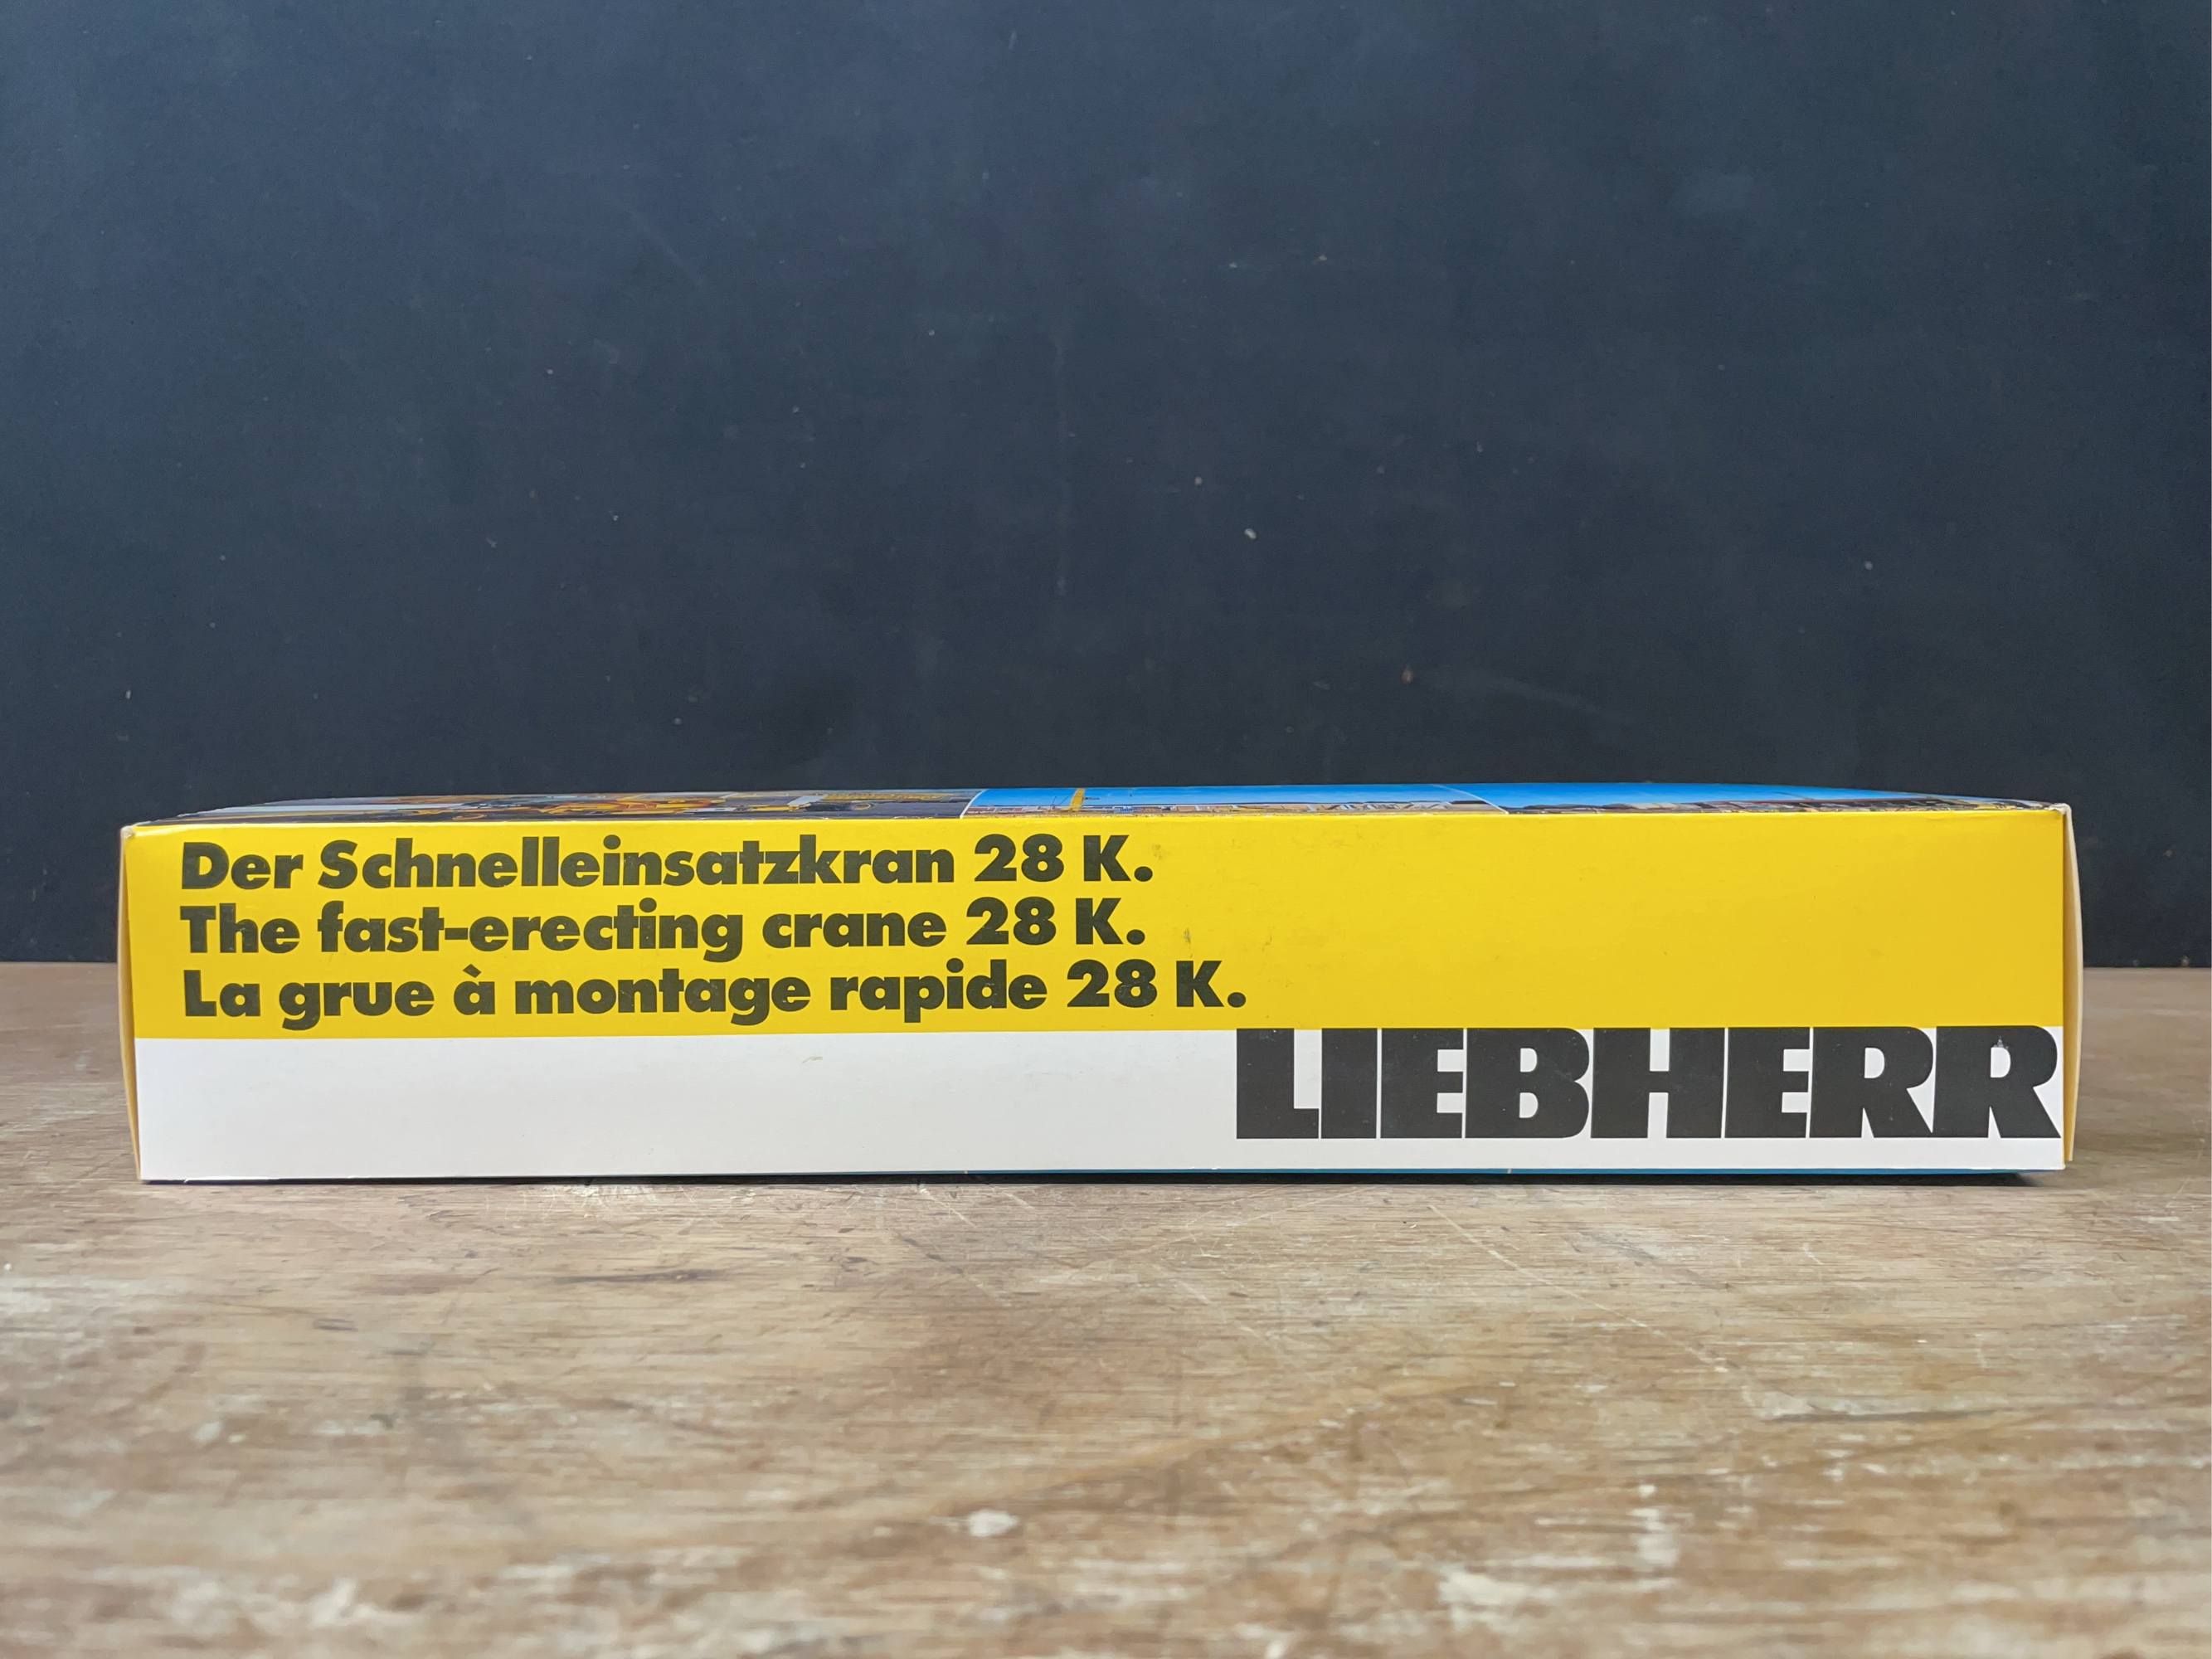 Der Schnelleinsatzkran 28 K.
The fast-erecting crane 28 K.
La grue à montage rapide 28 K.
LIEBHERR